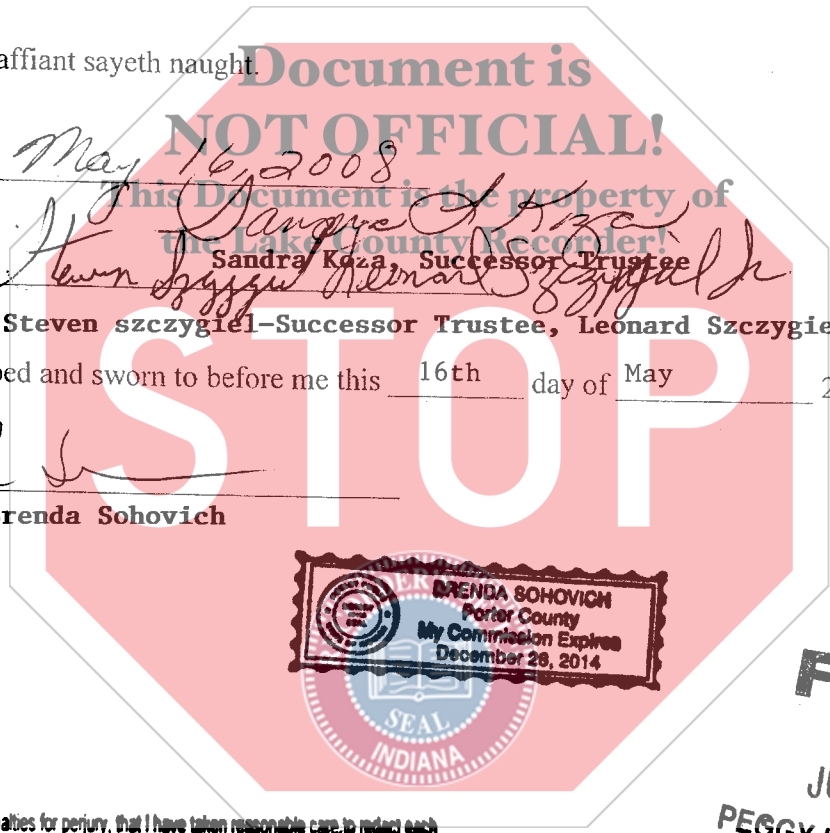 affiant sayeth naught.
Document is
NOT OFFICIAL!
May 16, 2008
This Document is the property of
the Lake County Recorder!
Sandra Koza, Successor Trustee
Steven szczygiel-Successor Trustee, Leonard Szczygie
bed and sworn to before me this 16th day of May 2
STOP
renda Sohovich
BRENDA SOHOVICH
Porter County
My Commission Expires
December 26, 2014
SEAL
INDIANA
F
JU
alties for perjury, that I have taken reasonable care to redact each
PEGGY